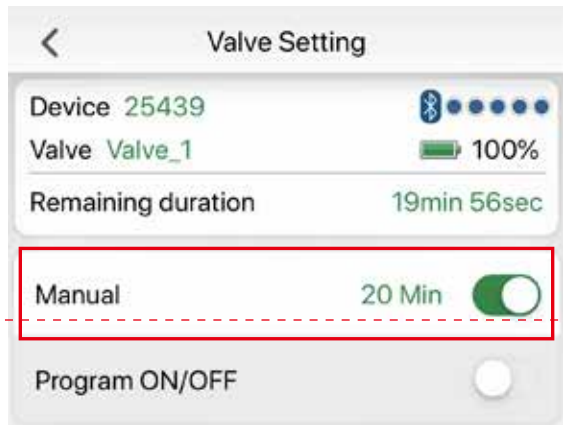 Valve Setting
Device 25439
Valve Valve_1 100%
Remaining duration 19min 56sec
Manual 20 Min
Program ON/OFF